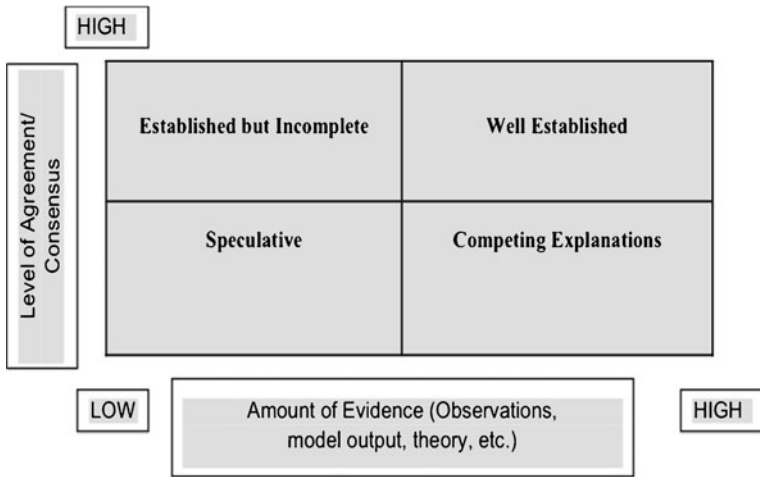 HIGH
Level of Agreement/
Consensus
Established but Incomplete
Well Established
Speculative
Competing Explanations
LOW
Amount of Evidence (Observations,
model output, theory, etc.)
HIGH